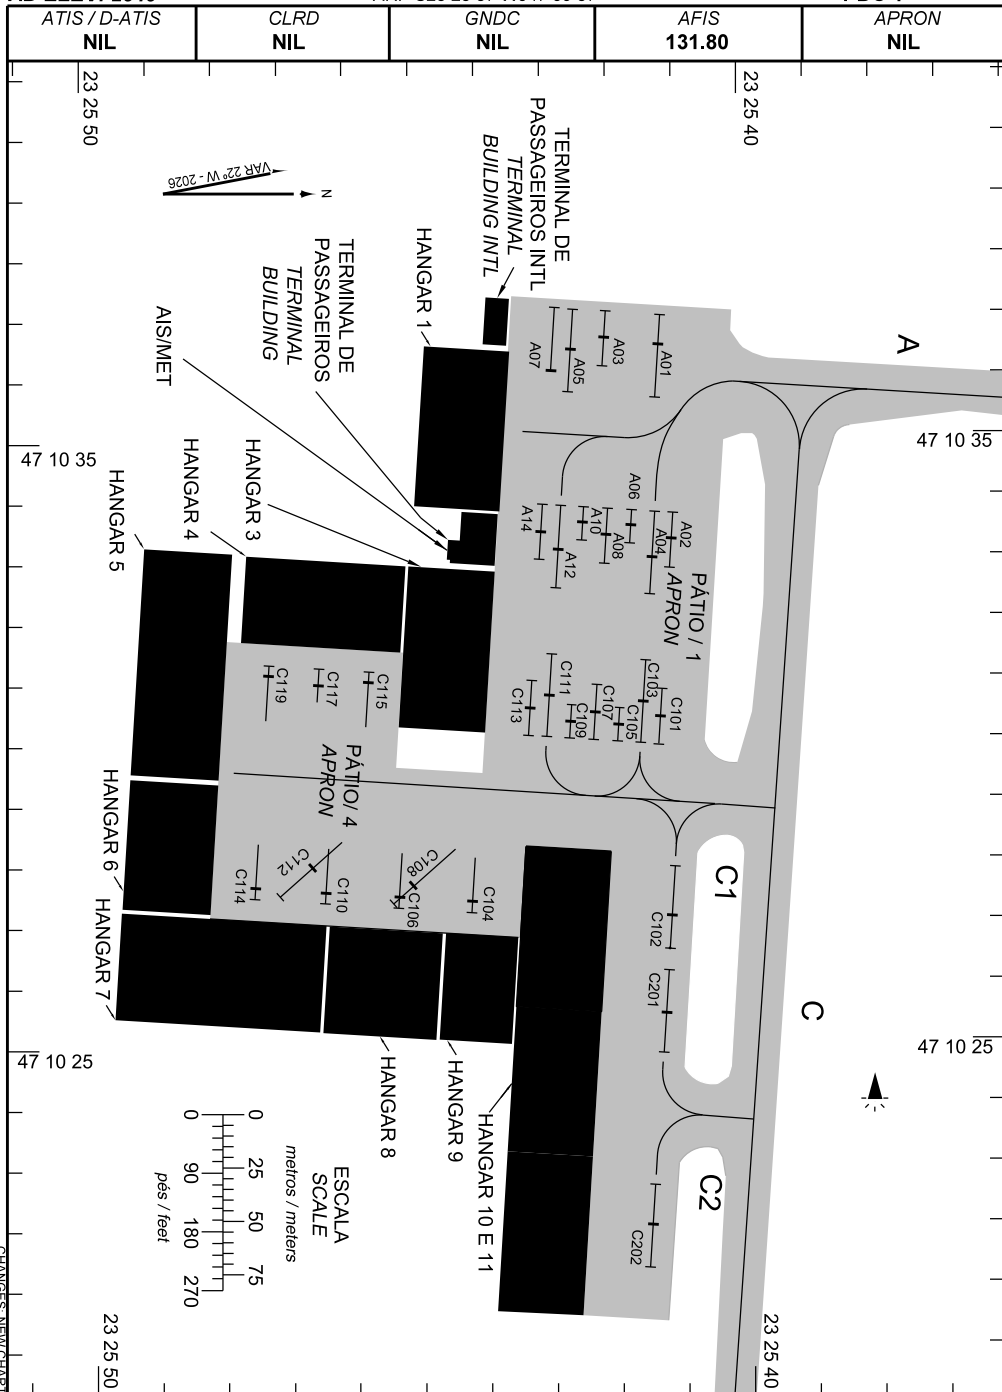 ATIS / D-ATIS
NIL
CLRD
NIL
GNDC
NIL
AFIS
131.80
APRON
NIL
23 25 50
23 25 40
VAR 22° W - 2026
N
TERMINAL DE
PASSAGEIROS INTL
TERMINAL
BUILDING INTL
HANGAR 1
TERMINAL DE
PASSAGEIROS
TERMINAL
BUILDING
AIS/MET
A
A01
A03
A05
A07
47 10 35
47 10 35
HANGAR 3
HANGAR 4
HANGAR 5
A02
A04
A06
A08
A10
A12
A14
PÁTIO / 1
APRON
C101
C103
C105
C107
C109
C111
C113
C115
C117
C119
PÁTIO/ 4
APRON
HANGAR 6
HANGAR 7
C1
C102
C104
C106
C108
C110
C112
C114
C201
C
47 10 25
47 10 25
HANGAR 8
HANGAR 9
HANGAR 10 E 11
C2
C202
ESCALA
SCALE
metros / meters
0 25 50 75
0 90 180 270
pés / feet
23 25 50
23 25 40
CHANGES: NEW CHART